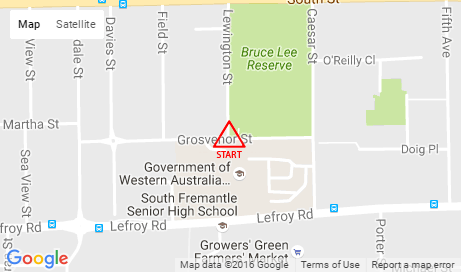 South St
Map
Satellite
Sea View St
dale St
Davies St
Field St
Lewington St
Caesar St
Fifth Ave
Bruce Lee
Reserve
O'Reilly Cl
Martha St
Grosvenor St
START
Doig Pl
Government of
Western Australia...
South Fremantle
Senior High School
Lefroy Rd
efroy Rd
Lefroy Rd
Porter S
Growers' Green
Farmers' Market
Google
Map data ©2016 Google
Terms of Use
Report a map error